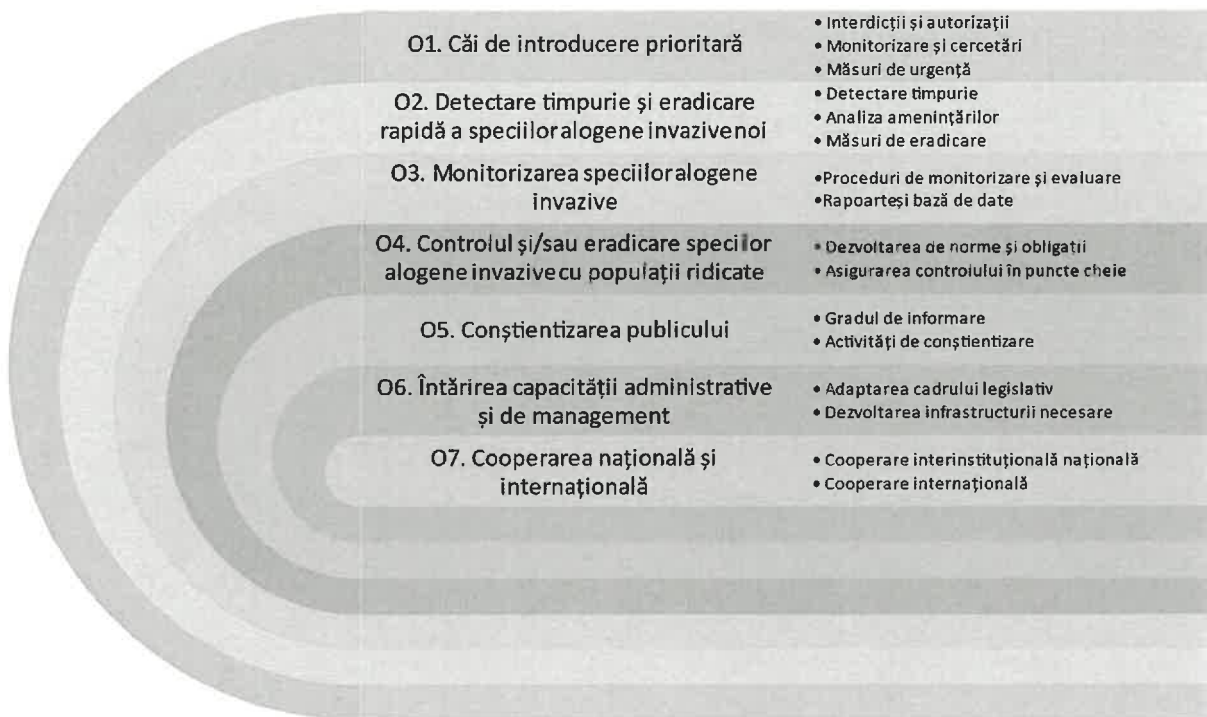 O1. Căi de introducere prioritară
• Interdicții și autorizații
• Monitorizare și cercetări
• Măsuri de urgență
O2. Detectare timpurie și eradicare
rapidă a speciilor alogene invazive noi
• Detectare timpurie
• Analiza amenințărilor
• Măsuri de eradicare
O3. Monitorizarea speciilor alogene
invazive
•Proceduri de monitorizare și evaluare
•Rapoarte și bază de date
O4. Controlul și/sau eradicare speciilor
alogene invazive cu populații ridicate
• Dezvoltarea de norme și obligații
• Asigurarea controlului în puncte cheie
O5. Conștientizarea publicului
• Gradul de informare
• Activități de conștientizare
O6. Întărirea capacității administrative
și de management
• Adaptarea cadrului legislativ
• Dezvoltarea infrastructurii necesare
O7. Cooperarea națională și
internațională
• Cooperare interinstituțională națională
• Cooperare internațională